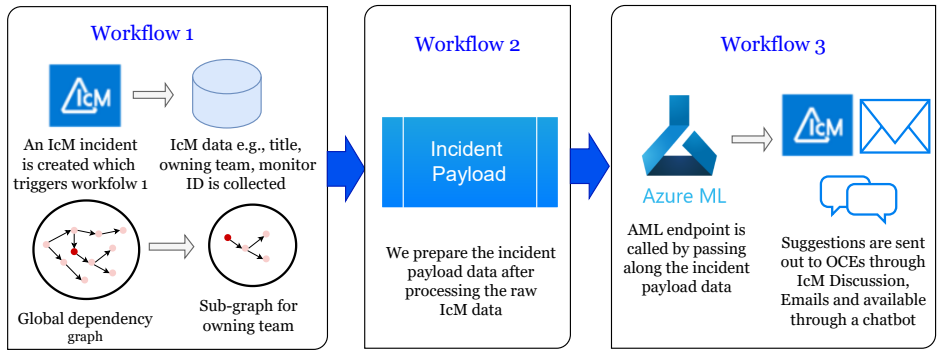 Workflow 1
IcM
An IcM incident
is created which
triggers workfolw 1
IcM data e.g., title,
owning team, monitor
ID is collected
Global dependency
graph
Sub-graph for
owning team
Workflow 2
Incident
Payload
We prepare the incident
payload data after
processing the raw
IcM data
Workflow 3
Azure ML
AML endpoint is
called by passing
along the incident
payload data
IcM
Suggestions are sent
out to OCEs through
IcM Discussion,
Emails and available
through a chatbot